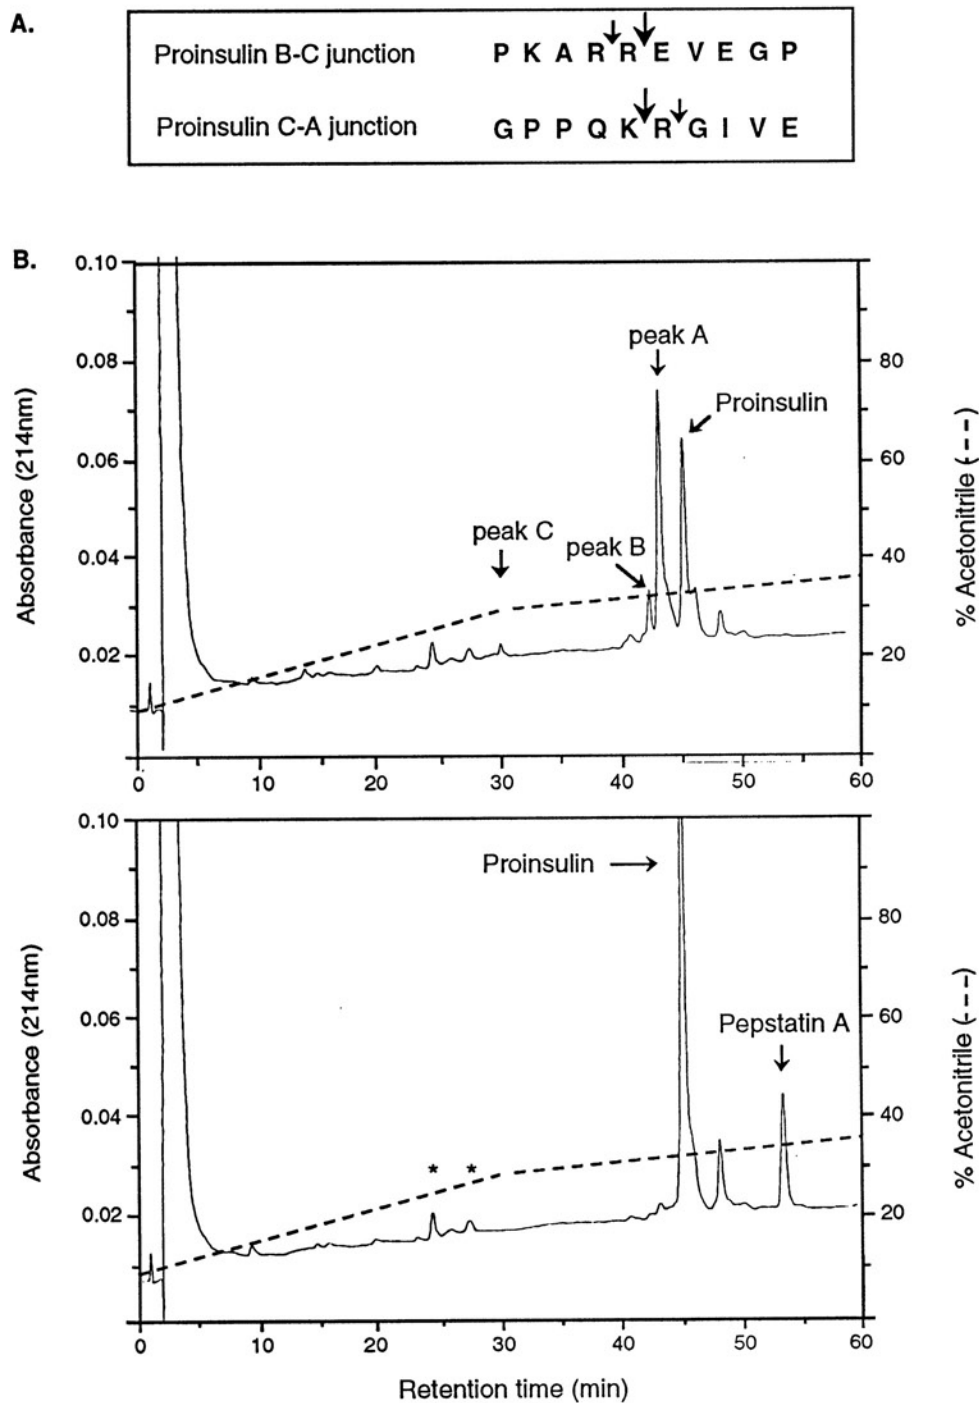 A.
Proinsulin B-C junction P K A R R E V E G P
Proinsulin C-A junction G P P Q K R G I V E
B.
Absorbance (214nm)
0.10
0.08
0.06
0.04
0.02
peak A
Proinsulin
peak C
peak B
80
60
40
20
% Acetonitrile (---)
0 10 20 30 40 50 60
Absorbance (214nm)
0.10
0.08
0.06
0.04
0.02
Proinsulin
Pepstatin A
* *
80
60
40
20
% Acetonitrile (---)
0 10 20 30 40 50 60
Retention time (min)